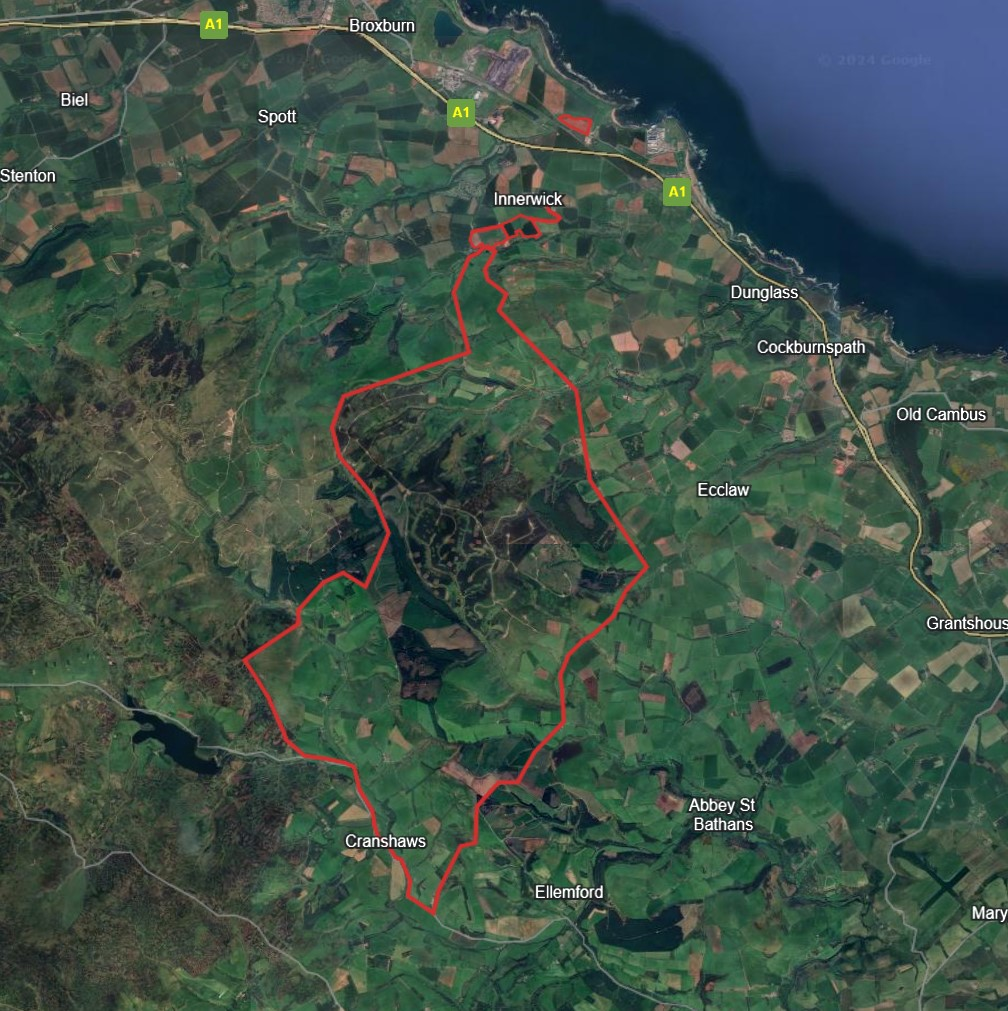 A1
Broxburn
© 2024 Google
Biel
Spott
A1
Stenton
A1
Innerwick
Dunglass
Cockburnspath
Old Cambus
Ecclaw
Grantshous
Abbey St
Bathans
Cranshaws
Ellemford
Mary